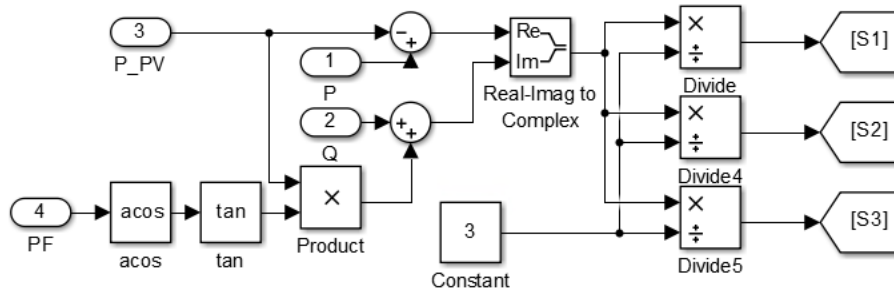 3
P_PV
−
+
1
P
2
Q
+
+
Re
Im
Real-Imag to
Complex
×
÷
Divide
[S1]
×
÷
Divide4
[S2]
4
PF
acos
acos
tan
tan
×
Product
3
Constant
×
÷
Divide5
[S3]